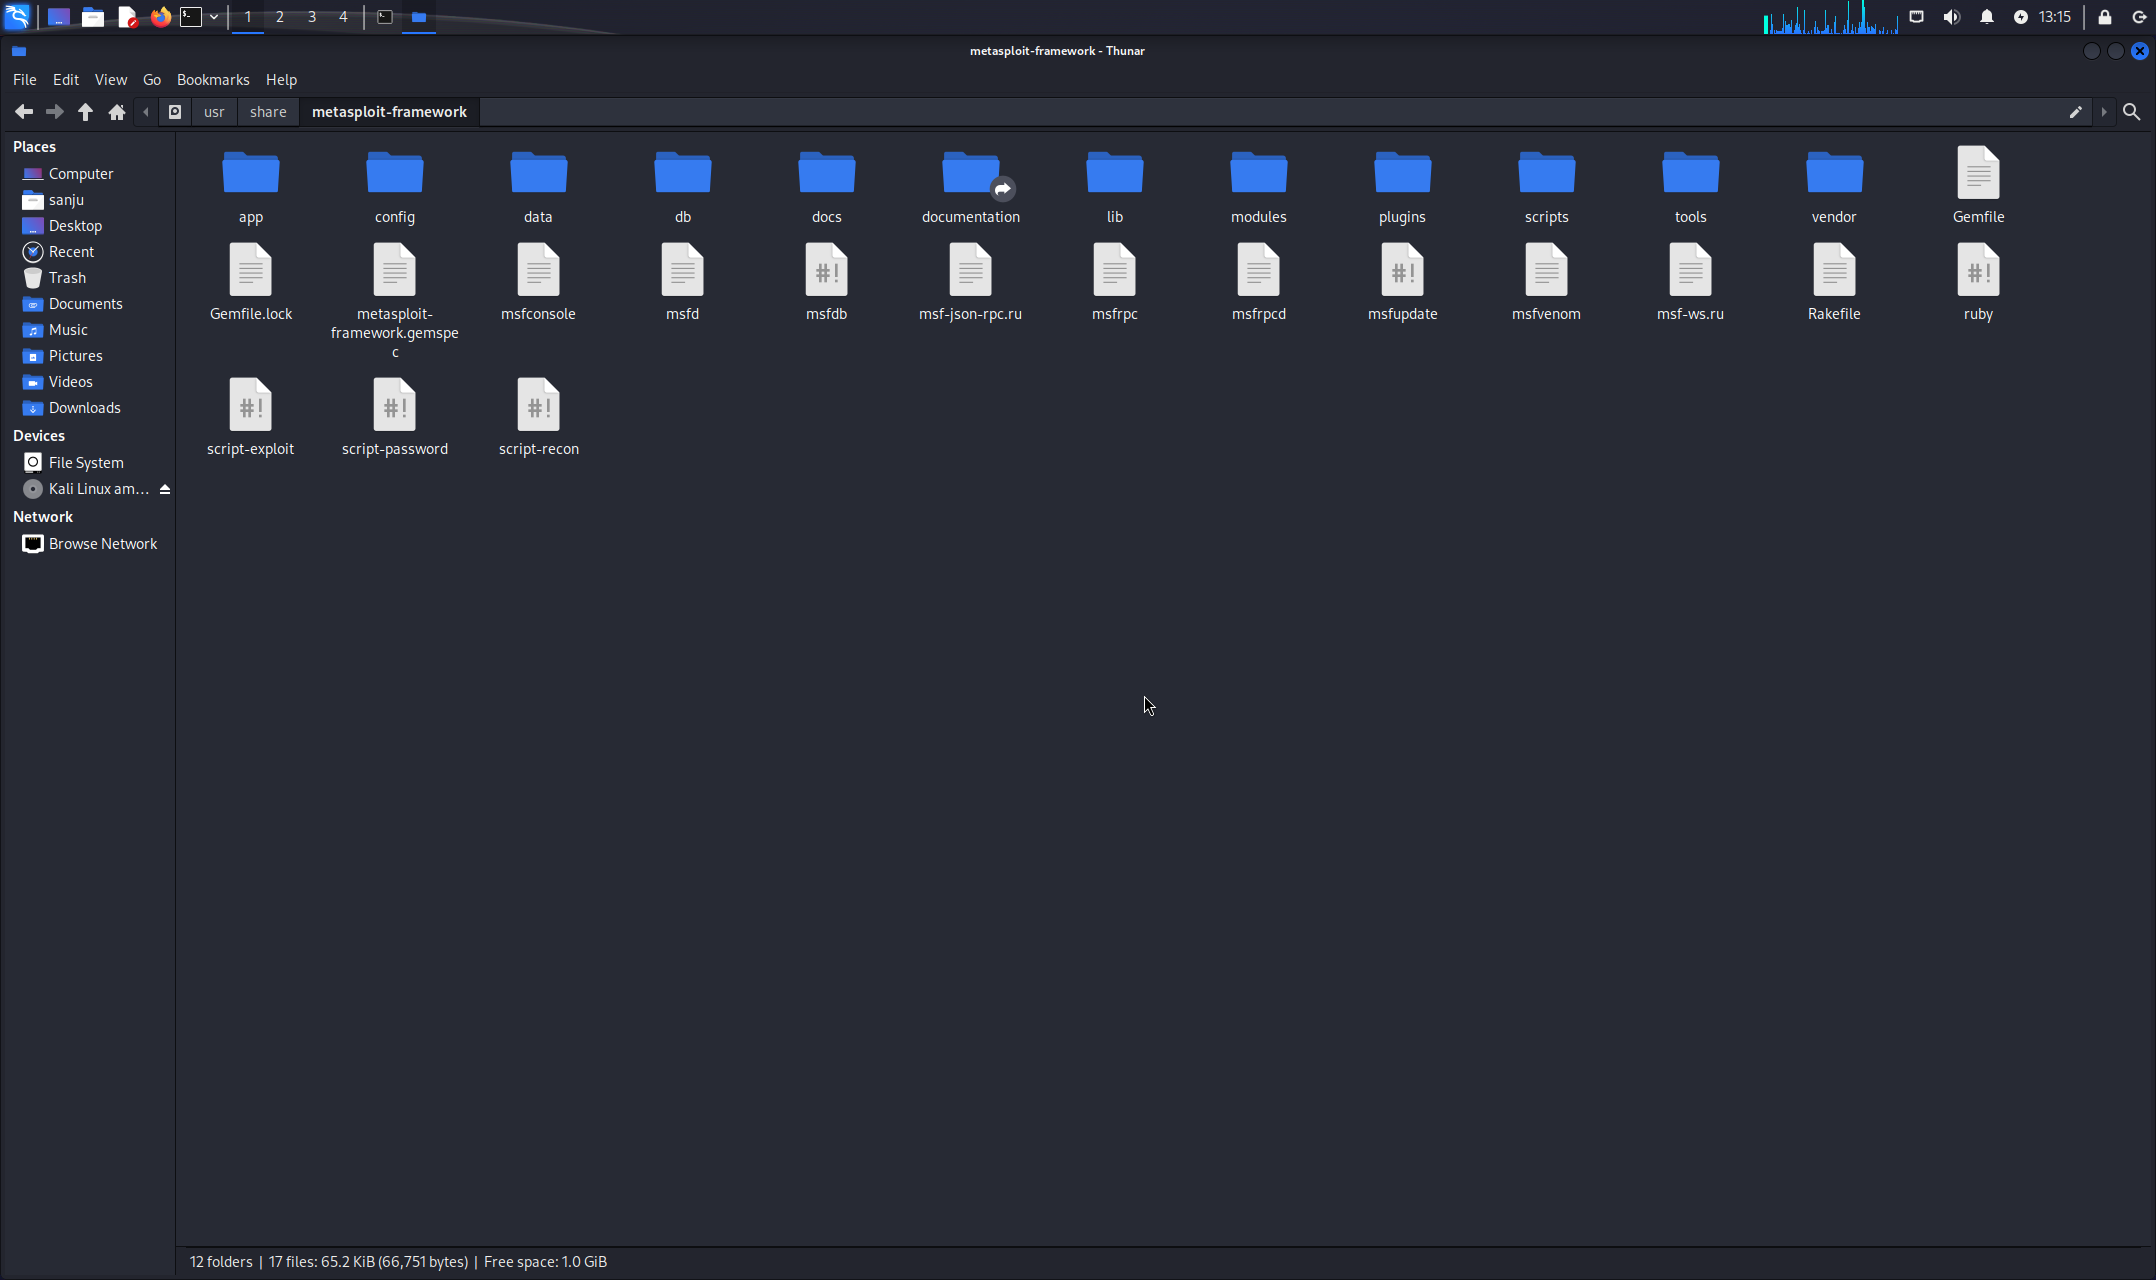 1 2 3 4 13:15
metasploit-framework - Thunar
File Edit View Go Bookmarks Help
usr share metasploit-framework
Places
Computer
sanju
Desktop
Recent
Trash
Documents
Music
Pictures
Videos
Downloads
Devices
File System
Kali Linux am...
Network
Browse Network
app config data db docs documentation lib modules plugins scripts tools vendor Gemfile
Gemfile.lock metasploit- msfconsole msfd msfdb msf-json-rpc.ru msfrpc msfrpcd msfupdate msfvenom msf-ws.ru Rakefile ruby
framework.gemspe
c
script-exploit script-password script-recon
12 folders | 17 files: 65.2 KiB (66,751 bytes) | Free space: 1.0 GiB